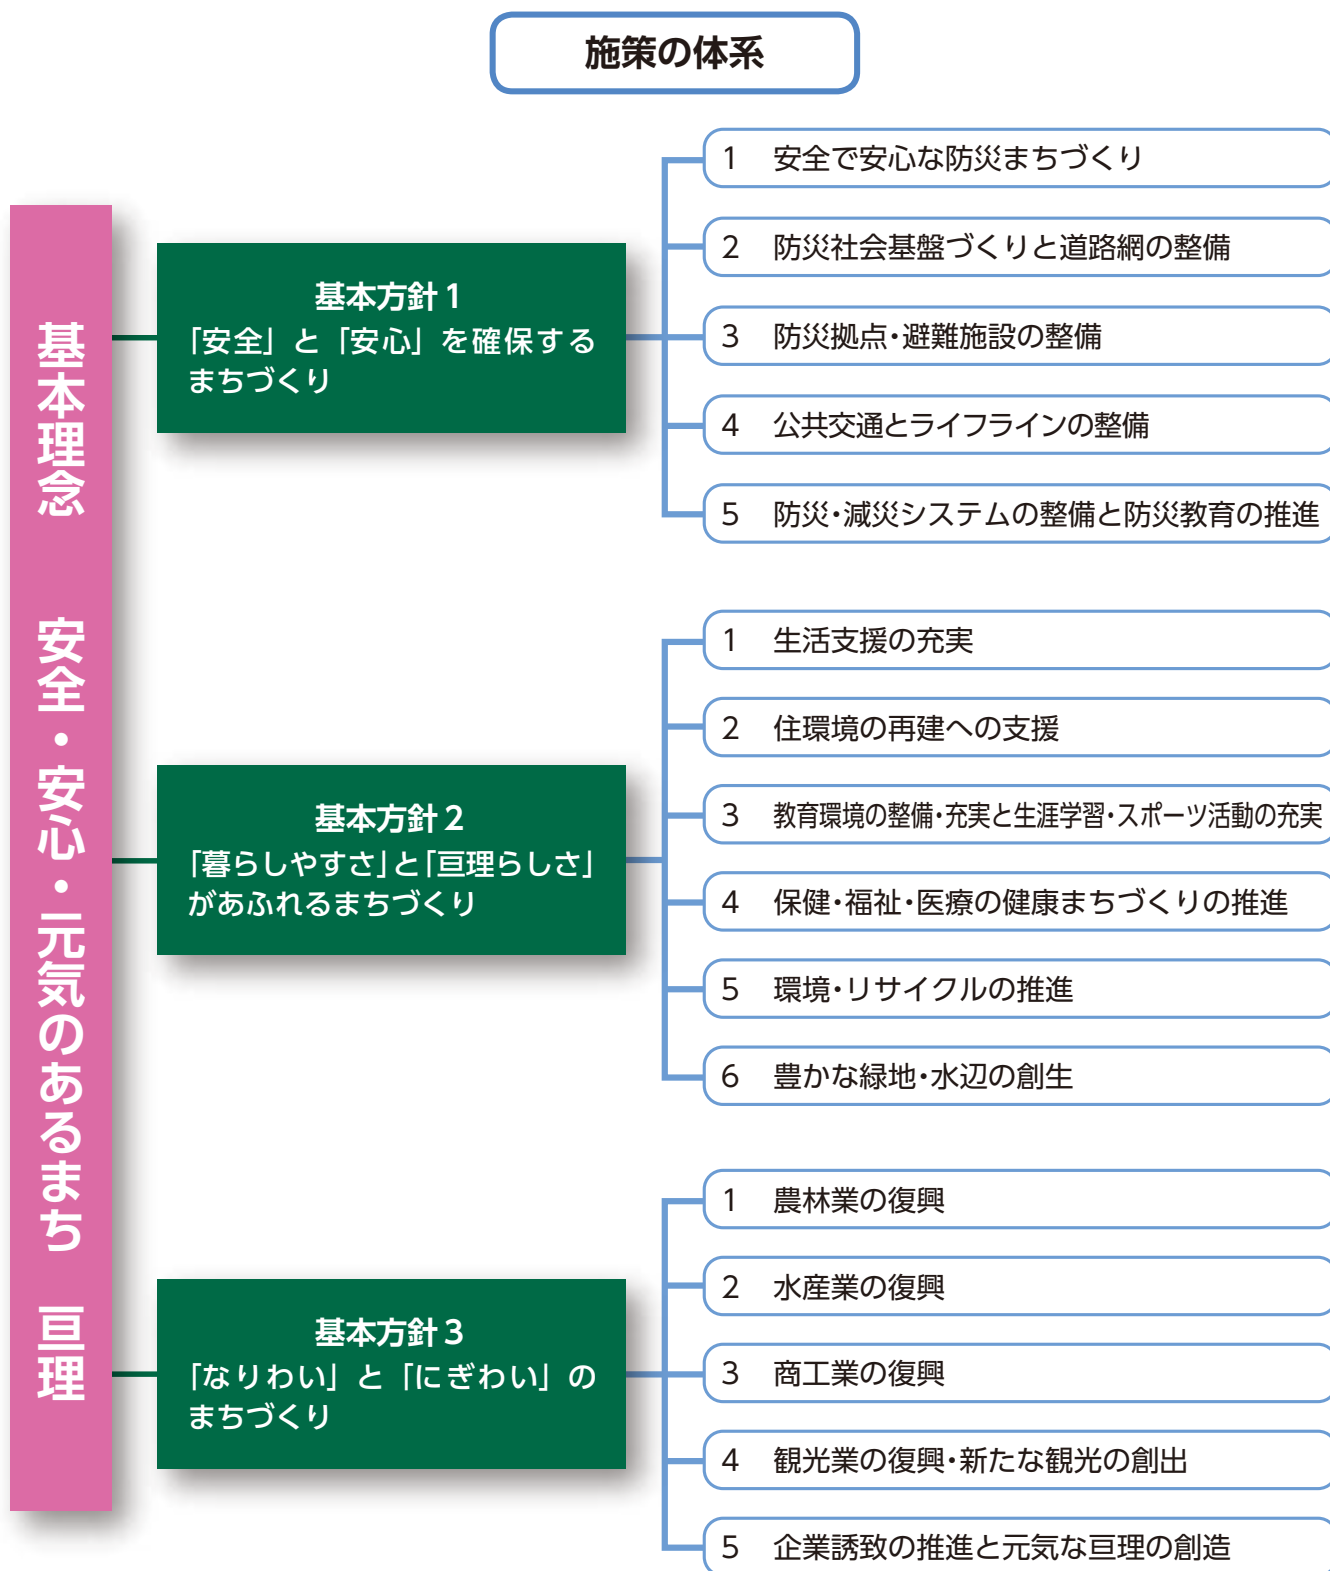 施策の体系
基本理念　安全・安心・元気のあるまち　亘理
基本方針1
「安全」と「安心」を確保する
まちづくり
1 安全で安心な防災まちづくり
2 防災社会基盤づくりと道路網の整備
3 防災拠点・避難施設の整備
4 公共交通とライフラインの整備
5 防災・減災システムの整備と防災教育の推進
基本方針2
「暮らしやすさ」と「亘理らしさ」
があふれるまちづくり
1 生活支援の充実
2 住環境の再建への支援
3 教育環境の整備・充実と生涯学習・スポーツ活動の充実
4 保健・福祉・医療の健康まちづくりの推進
5 環境・リサイクルの推進
6 豊かな緑地・水辺の創生
基本方針3
「なりわい」と「にぎわい」の
まちづくり
1 農林業の復興
2 水産業の復興
3 商工業の復興
4 観光業の復興・新たな観光の創出
5 企業誘致の推進と元気な亘理の創造